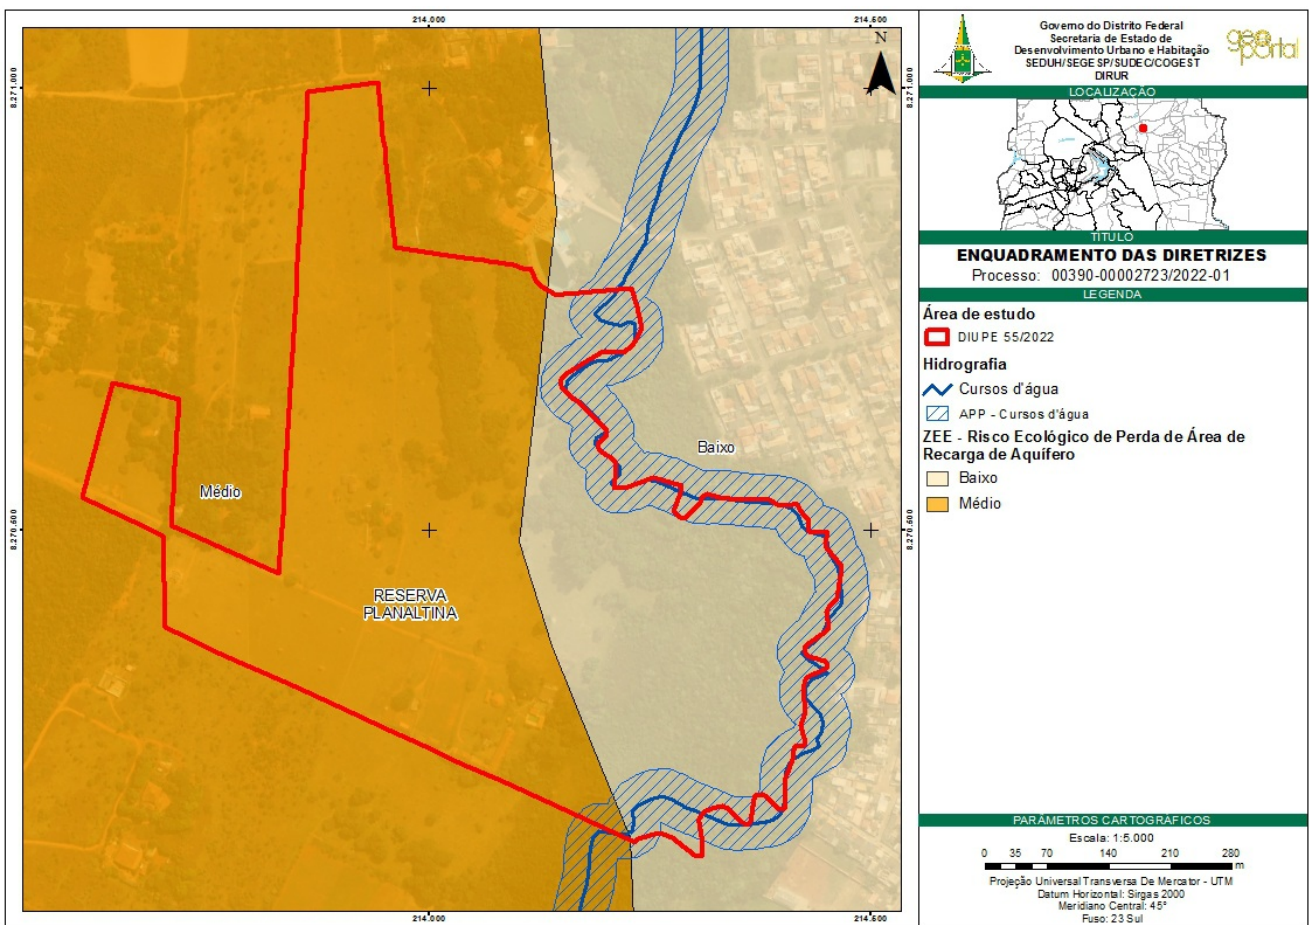 214.000
214.500
8.271.000
8.271.000
N
Baixo
Médio
RESERVA
PLANALTINA
8.270.500
8.270.500
214.000
214.500
Governo do Distrito Federal
Secretaria de Estado de
Desenvolvimento Urbano e Habitação
SEDUH/SEGESP/SUDEC/COGEST
DIRUR
geo
portal
LOCALIZAÇÃO
TÍTULO
ENQUADRAMENTO DAS DIRETRIZES
Processo: 00390-00002723/2022-01
LEGENDA
Área de estudo
DIUPE 55/2022
Hidrografia
Cursos d'água
APP - Cursos d'água
ZEE - Risco Ecológico de Perda de Área de
Recarga de Aquífero
Baixo
Médio
PARÂMETROS CARTOGRÁFICOS
Escala: 1:5.000
0 35 70 140 210 280
m
Projeção Universal Transversa De Mercator - UTM
Datum Horizontal: Sirgas 2000
Meridiano Central: 45°
Fuso: 23 Sul